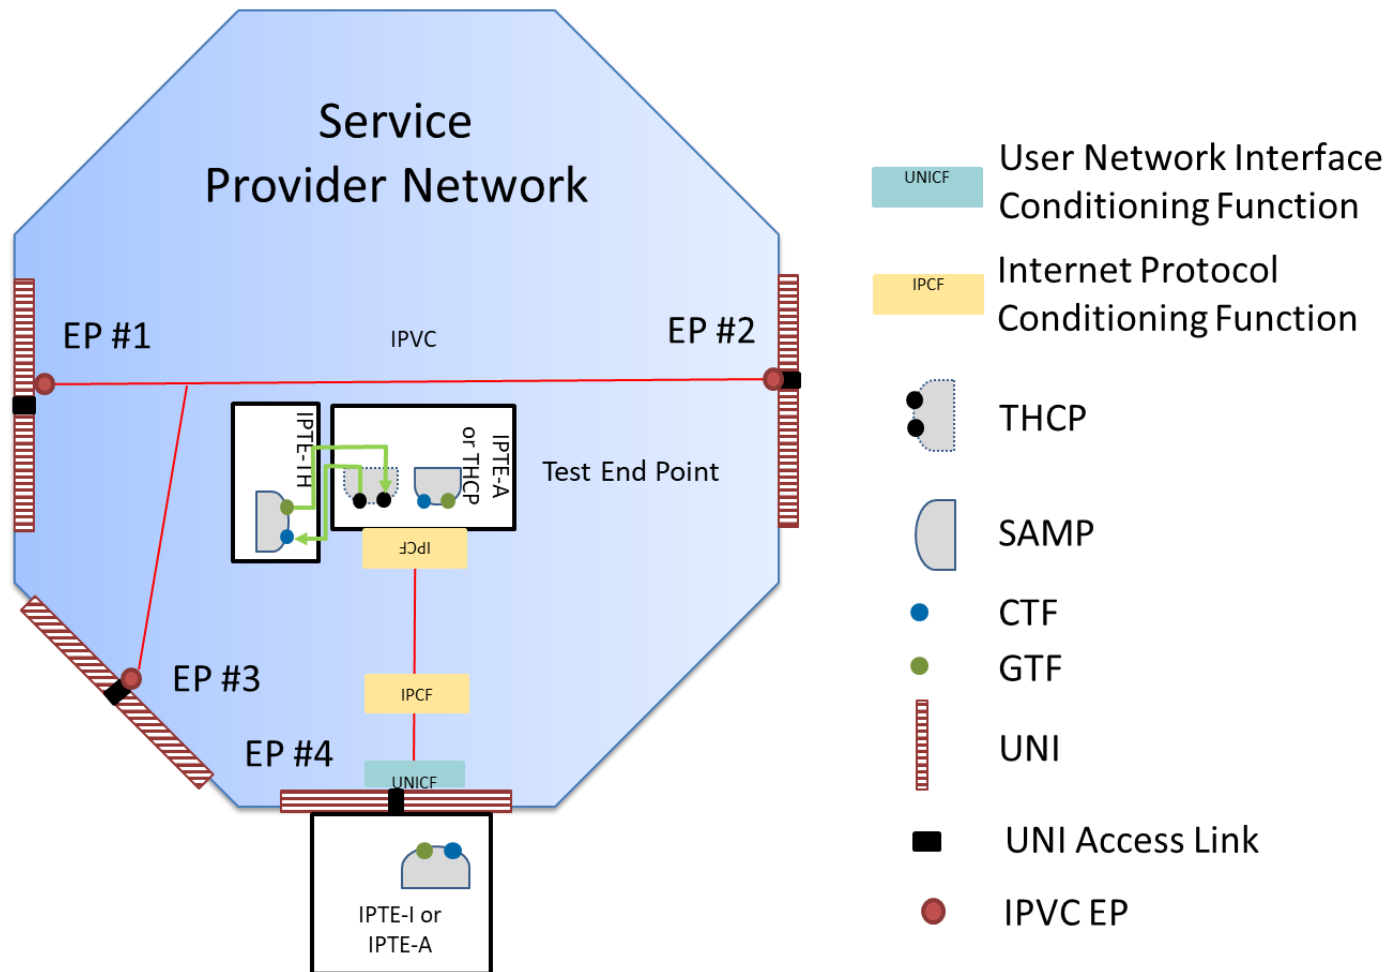 Service
Provider Network
EP #1
IPVC
EP #2
IPTE-TH
IPTE-A
or THCP
Test End Point
IPCF
IPCF
EP #3
EP #4
UNICF
IPTE-I or
IPTE-A
UNICF
User Network Interface
Conditioning Function
IPCF
Internet Protocol
Conditioning Function
THCP
SAMP
CTF
GTF
UNI
UNI Access Link
IPVC EP